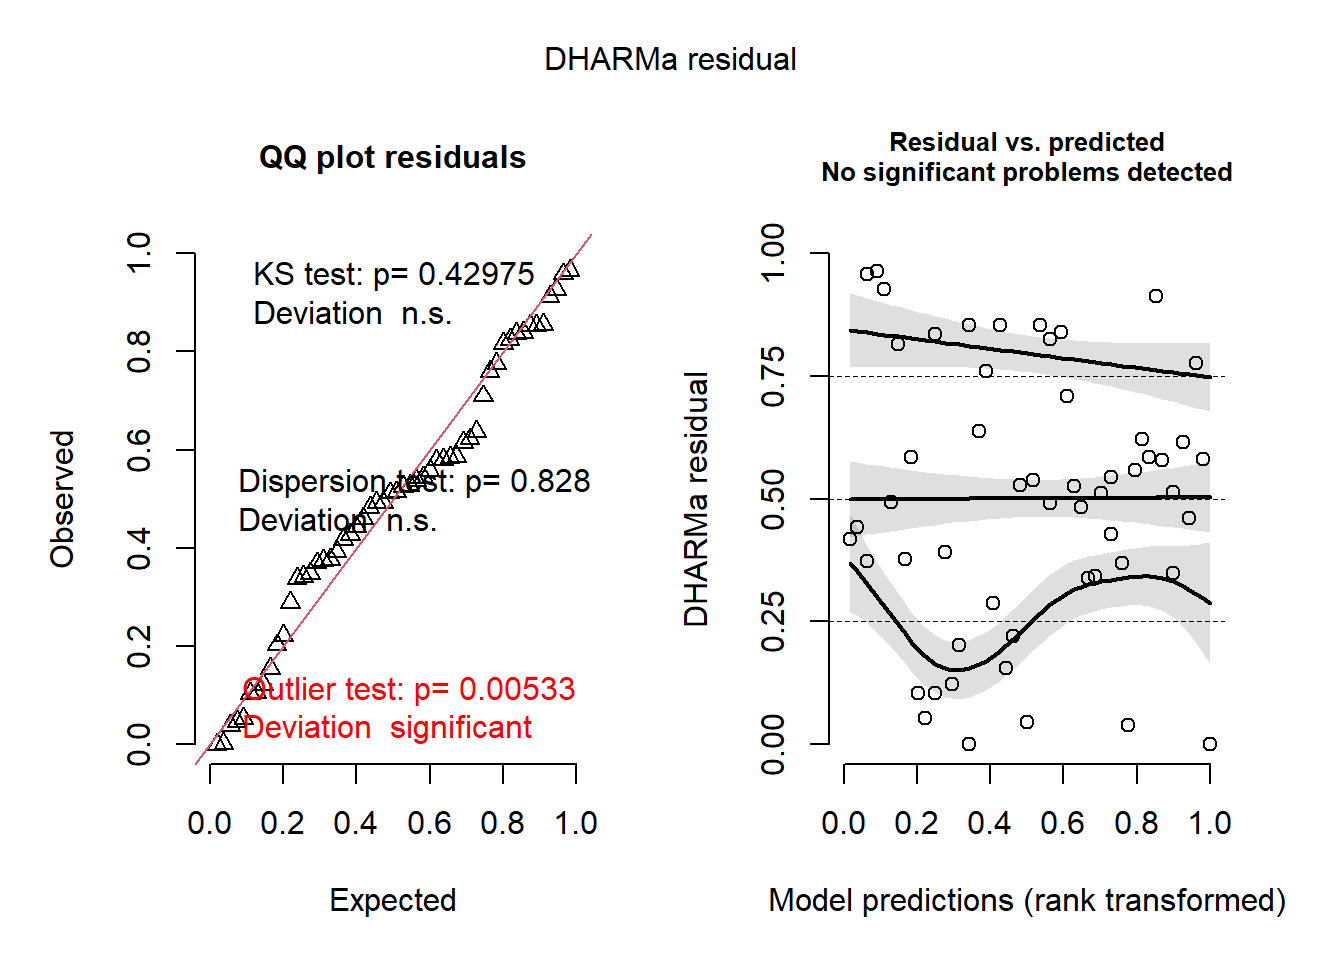 DHARMa residual
QQ plot residuals
KS test: p= 0.42975
Deviation  n.s.
Dispersion test: p= 0.828
Deviation  n.s.
Outlier test: p= 0.00533
Deviation  significant
Observed
1.0
0.8
0.6
0.4
0.2
0.0
0.0 0.2 0.4 0.6 0.8 1.0
Expected
Residual vs. predicted
No significant problems detected
DHARMa residual
1.00
0.75
0.50
0.25
0.00
0.0 0.2 0.4 0.6 0.8 1.0
Model predictions (rank transformed)